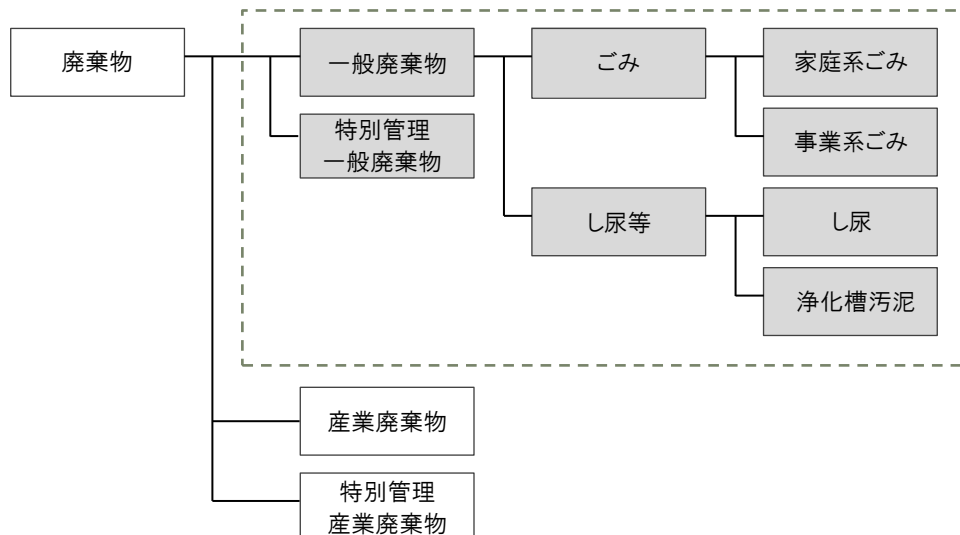 廃棄物
一般廃棄物
ごみ
家庭系ごみ
特別管理
一般廃棄物
事業系ごみ
し尿等
し尿
浄化槽汚泥
産業廃棄物
特別管理
産業廃棄物